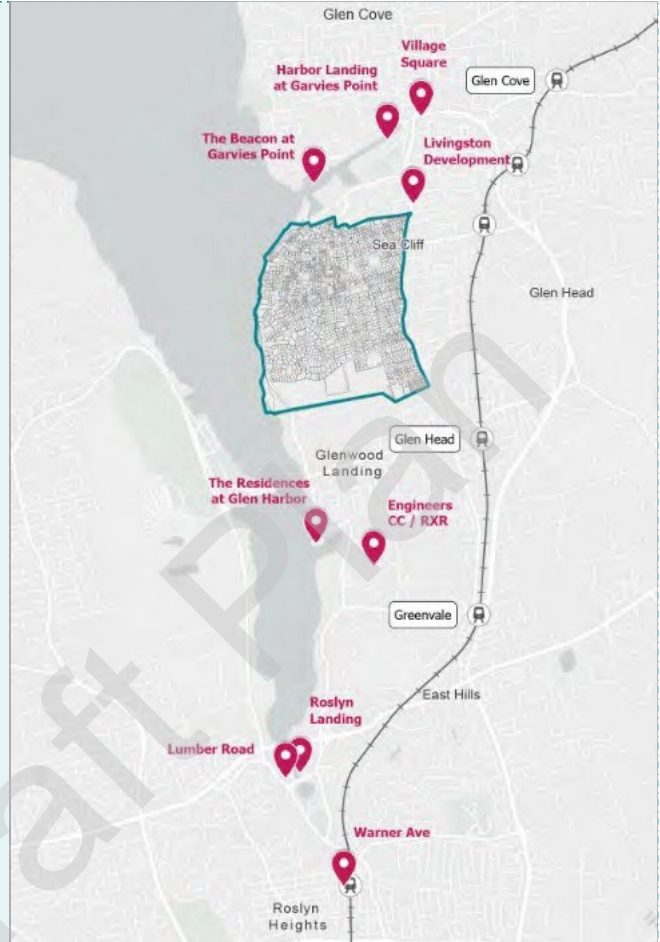 Glen Cove
Village
Square
Harbor Landing
at Garvies Point
Glen Cove
The Beacon at
Garvies Point
Livingston
Development
Sea Cliff
Glen Head
Glen Head
Glenwood
Landing
The Residences
at Glen Harbor
Engineers
CC / RXR
Greenvale
East Hills
Roslyn
Landing
Lumber Road
Warner Ave
Roslyn
Heights
Draft Plan